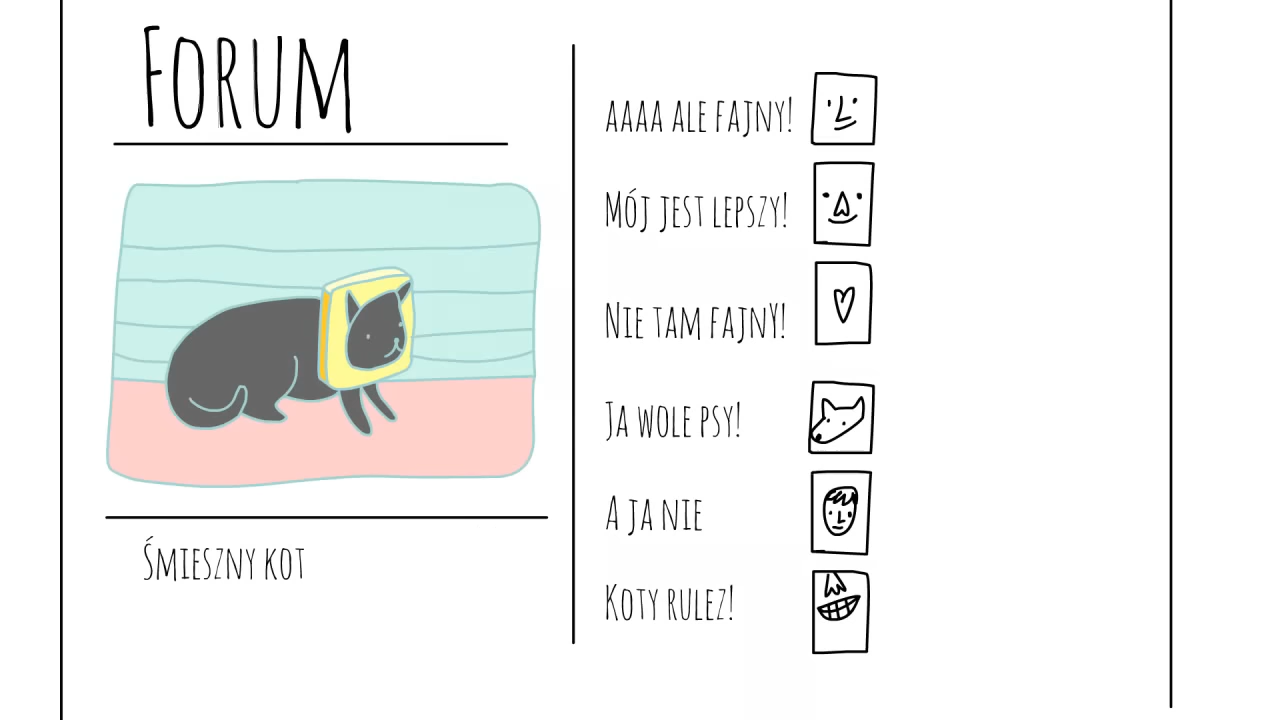 Forum
Śmieszny kot
AAAA ALE FAJNY!
Mój jest lepszy!
Nie tam fajny!
Ja wole psy!
A ja nie
Koty rulez!